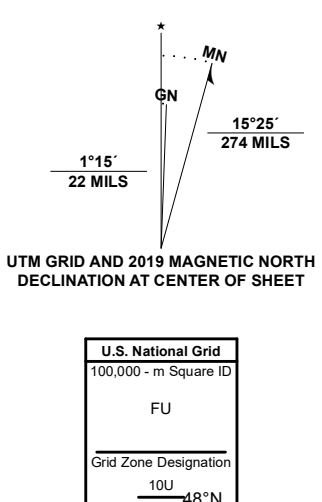 ★
MN
GN
15°25´
274 MILS
1°15´
22 MILS
UTM GRID AND 2019 MAGNETIC NORTH
DECLINATION AT CENTER OF SHEET
U.S. National Grid
100,000 - m Square ID
FU
Grid Zone Designation
10U
48°N